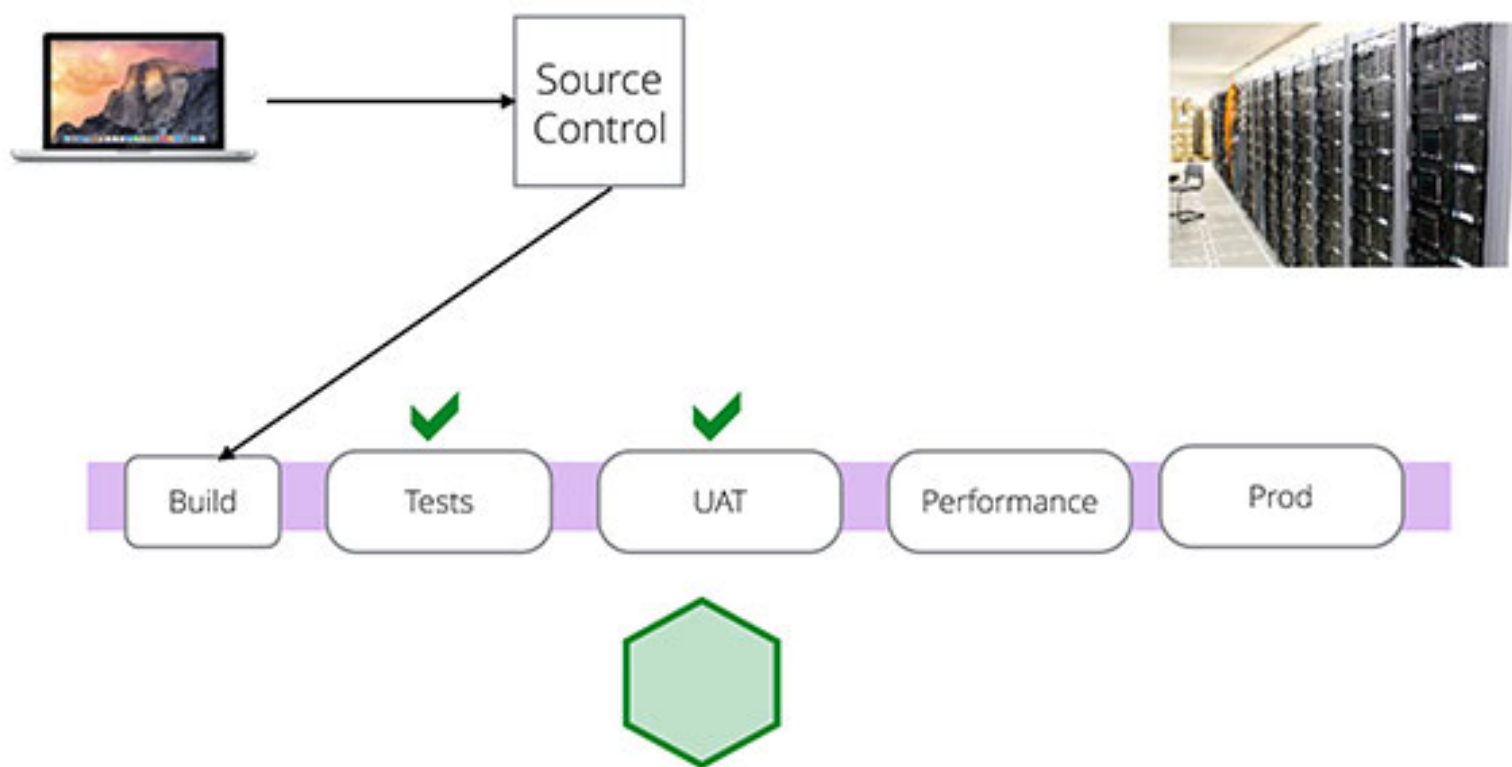 Source
Control
Build
Tests
UAT
Performance
Prod